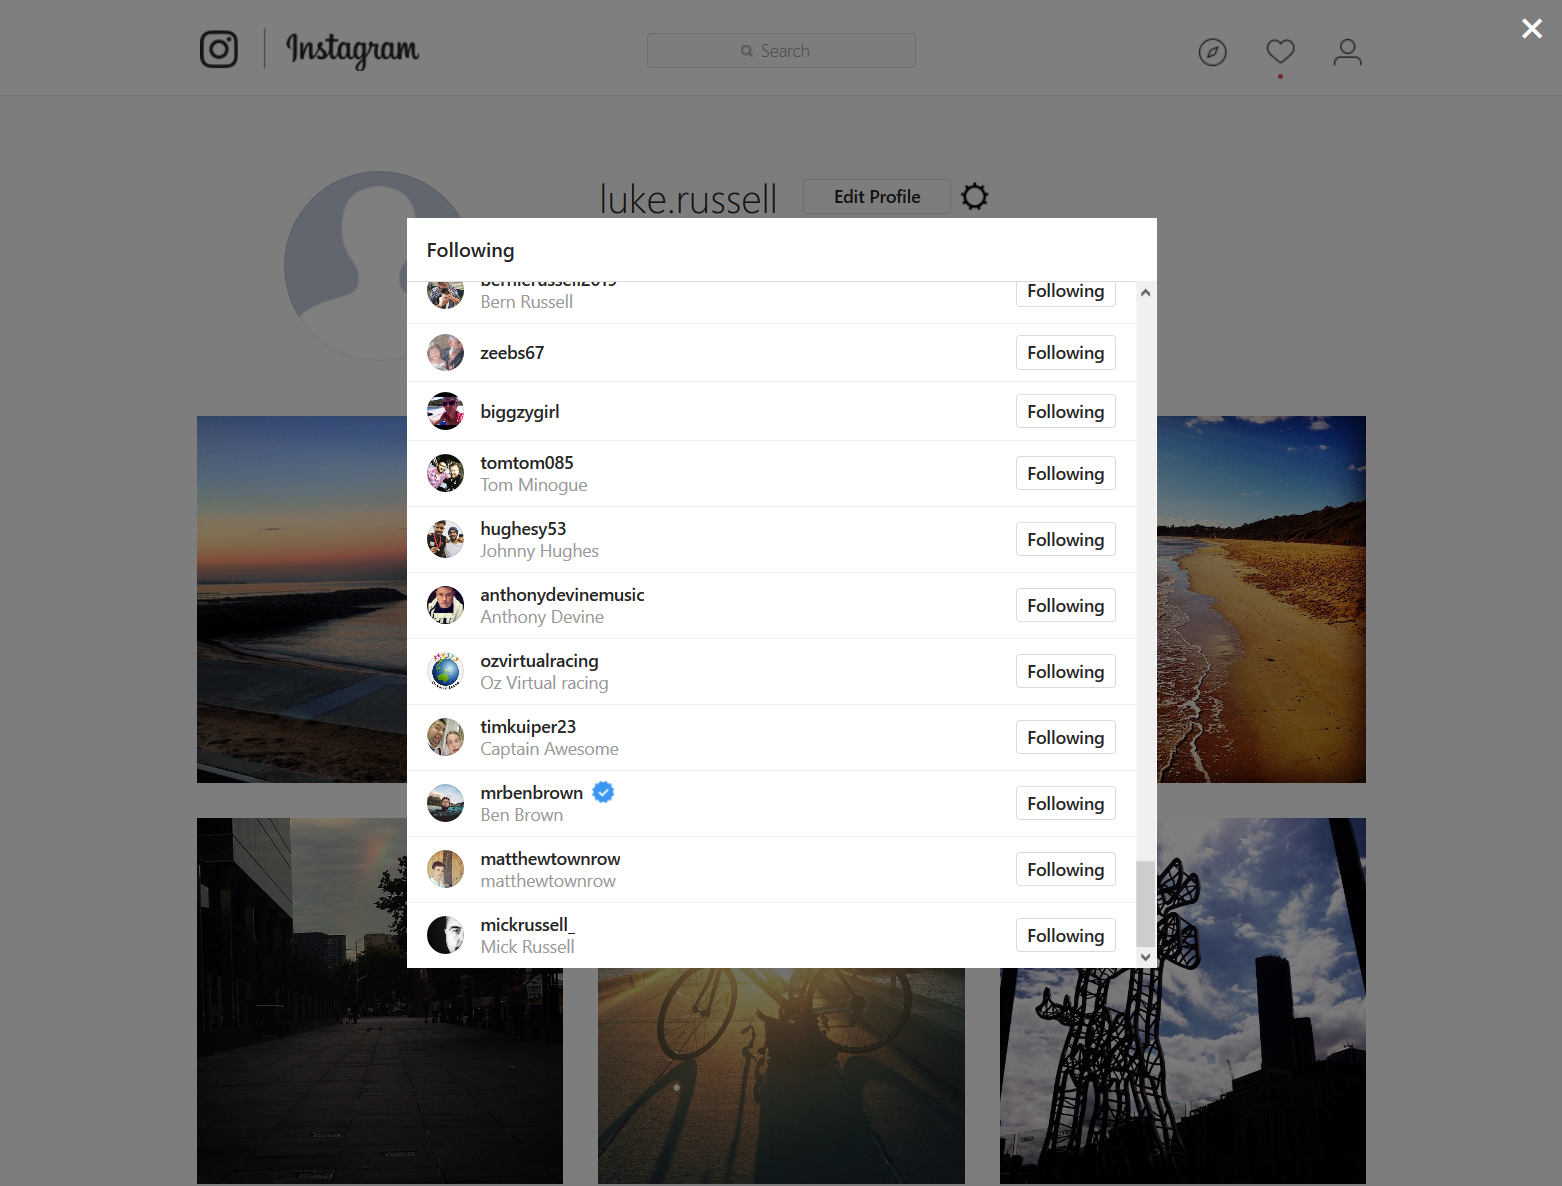 Instagram
Search
luke.russell
Edit Profile
Following
bernierussell2019
Bern Russell
Following
zeebs67
Following
biggzygirl
Following
tomtom085
Tom Minogue
Following
hughesy53
Johnny Hughes
Following
anthonydevinemusic
Anthony Devine
Following
ozvirtualracing
Oz Virtual racing
Following
timkuiper23
Captain Awesome
Following
mrbenbrown
Ben Brown
Following
matthewtownrow
matthewtownrow
Following
mickrussell_
Mick Russell
Following